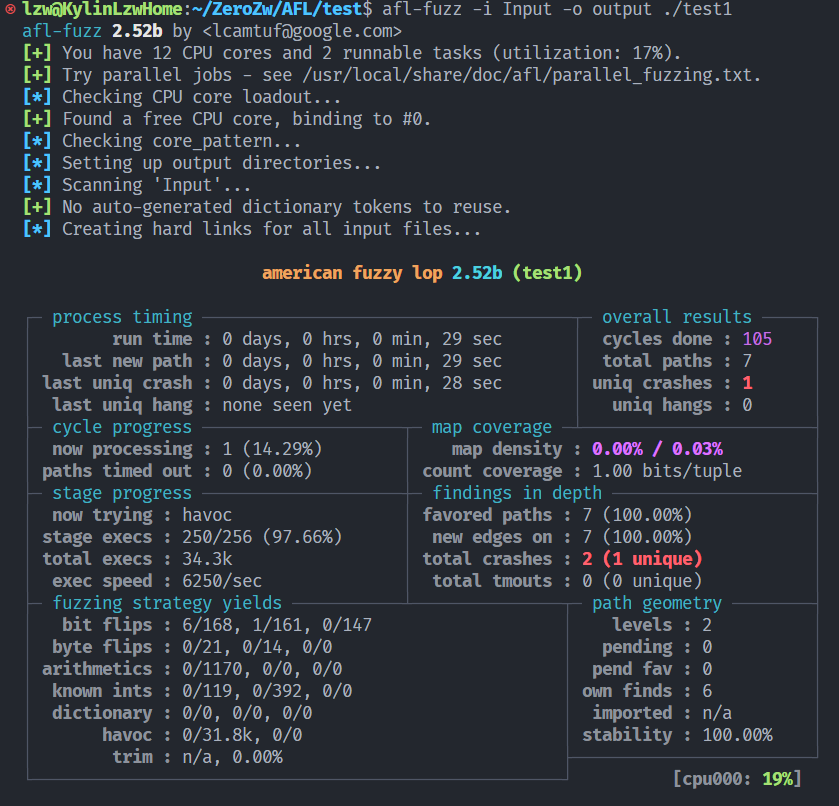 lzw@KylinLzwHome:~/ZeroZw/AFL/test$ afl-fuzz -i Input -o output ./test1
afl-fuzz 2.52b by <lcamtuf@google.com>
[+] You have 12 CPU cores and 2 runnable tasks (utilization: 17%).
[+] Try parallel jobs - see /usr/local/share/doc/afl/parallel_fuzzing.txt.
[*] Checking CPU core loadout...
[+] Found a free CPU core, binding to #0.
[*] Checking core_pattern...
[*] Setting up output directories...
[*] Scanning 'Input'...
[+] No auto-generated dictionary tokens to reuse.
[*] Creating hard links for all input files...
american fuzzy lop 2.52b (test1)
process timing overall results
run time : 0 days, 0 hrs, 0 min, 29 sec cycles done : 105
last new path : 0 days, 0 hrs, 0 min, 29 sec total paths : 7
last uniq crash : 0 days, 0 hrs, 0 min, 28 sec uniq crashes : 1
last uniq hang : none seen yet uniq hangs : 0
cycle progress map coverage
now processing : 1 (14.29%) map density : 0.00% / 0.03%
paths timed out : 0 (0.00%) count coverage : 1.00 bits/tuple
stage progress findings in depth
now trying : havoc favored paths : 7 (100.00%)
stage execs : 250/256 (97.66%) new edges on : 7 (100.00%)
total execs : 34.3k total crashes : 2 (1 unique)
exec speed : 6250/sec total tmouts : 0 (0 unique)
fuzzing strategy yields path geometry
bit flips : 6/168, 1/161, 0/147 levels : 2
byte flips : 0/21, 0/14, 0/0 pending : 0
arithmetics : 0/1170, 0/0, 0/0 pend fav : 0
known ints : 0/119, 0/392, 0/0 own finds : 6
dictionary : 0/0, 0/0, 0/0 imported : n/a
havoc : 0/31.8k, 0/0 stability : 100.00%
trim : n/a, 0.00%
[cpu000: 19%]